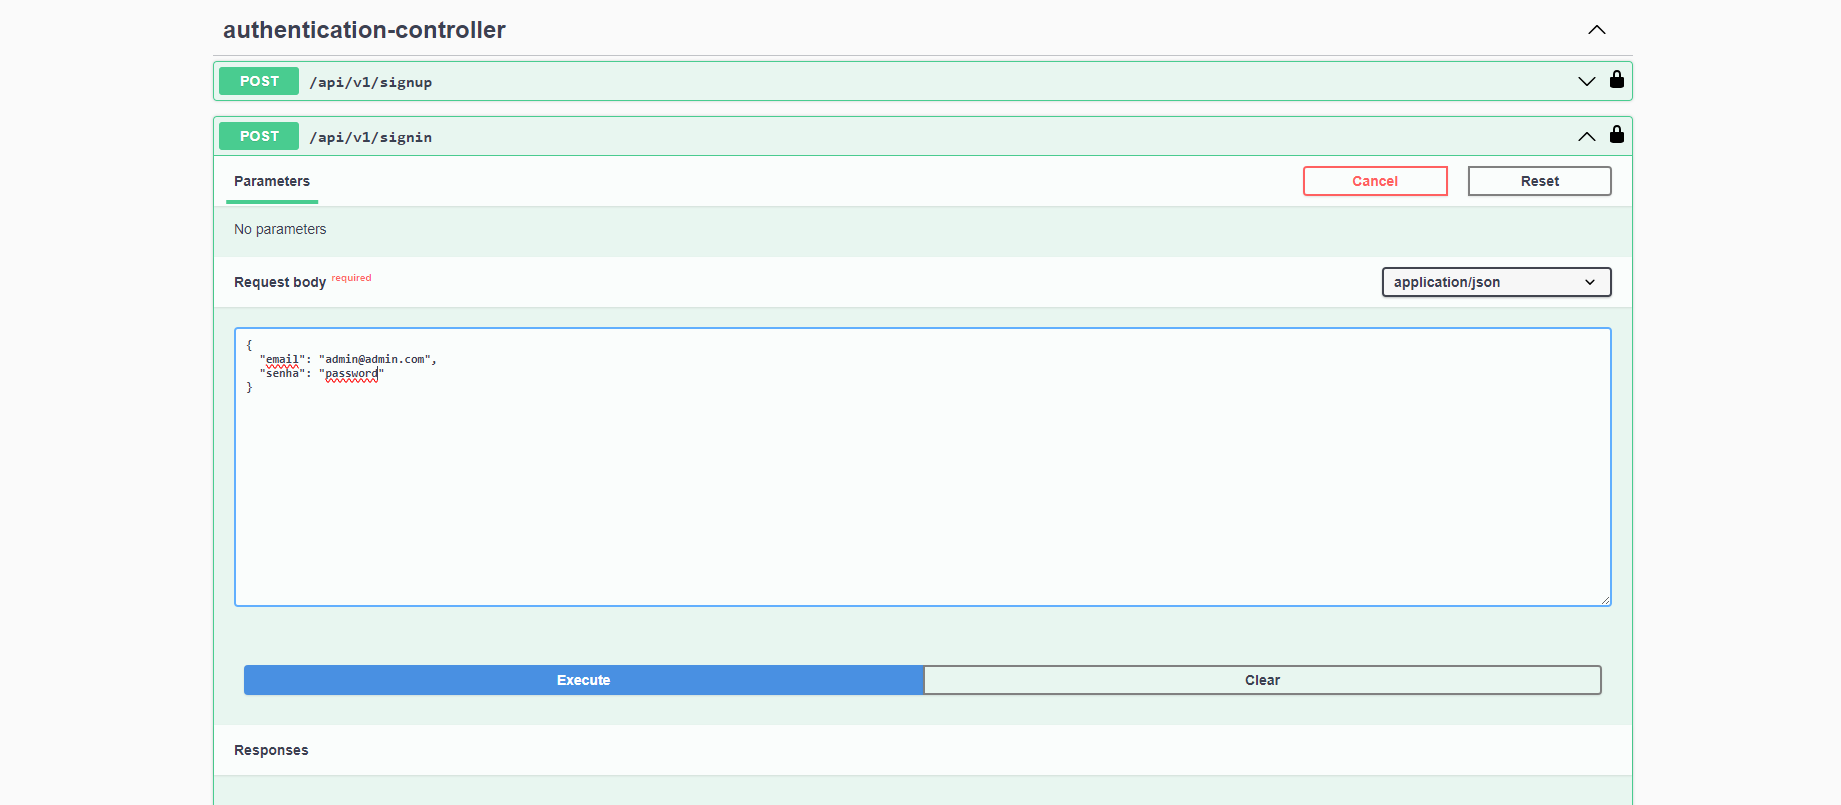 authentication-controller
POST /api/v1/signup
POST /api/v1/signin
Parameters
Cancel
Reset
No parameters
Request body required
application/json
{
  "email": "admin@admin.com",
  "senha": "password"
}
Execute
Clear
Responses